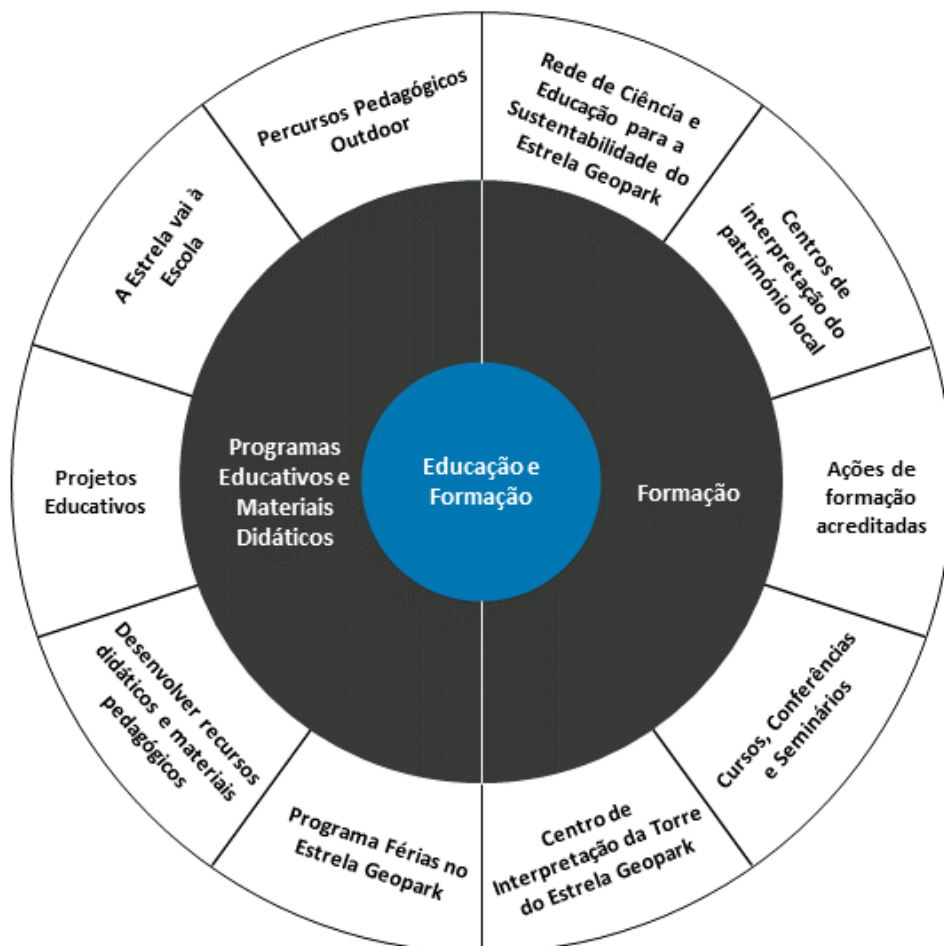 Percursos Pedagógicos
Outdoor
Rede de Ciência e
Educação para a
Sustentabilidade do
Estrela Geopark
A Estrela vai à
Escola
Centros de
interpretação do
património local
Projetos
Educativos
Programas
Educativos e
Materiais
Didáticos
Educação e
Formação
Formação
Ações de
formação
acreditadas
Desenvolver recursos
didáticos e materiais
pedagógicos
Cursos, Conferências
e Seminários
Programa Férias no
Estrela Geopark
Centro de
Interpretação da Torre
do Estrela Geopark